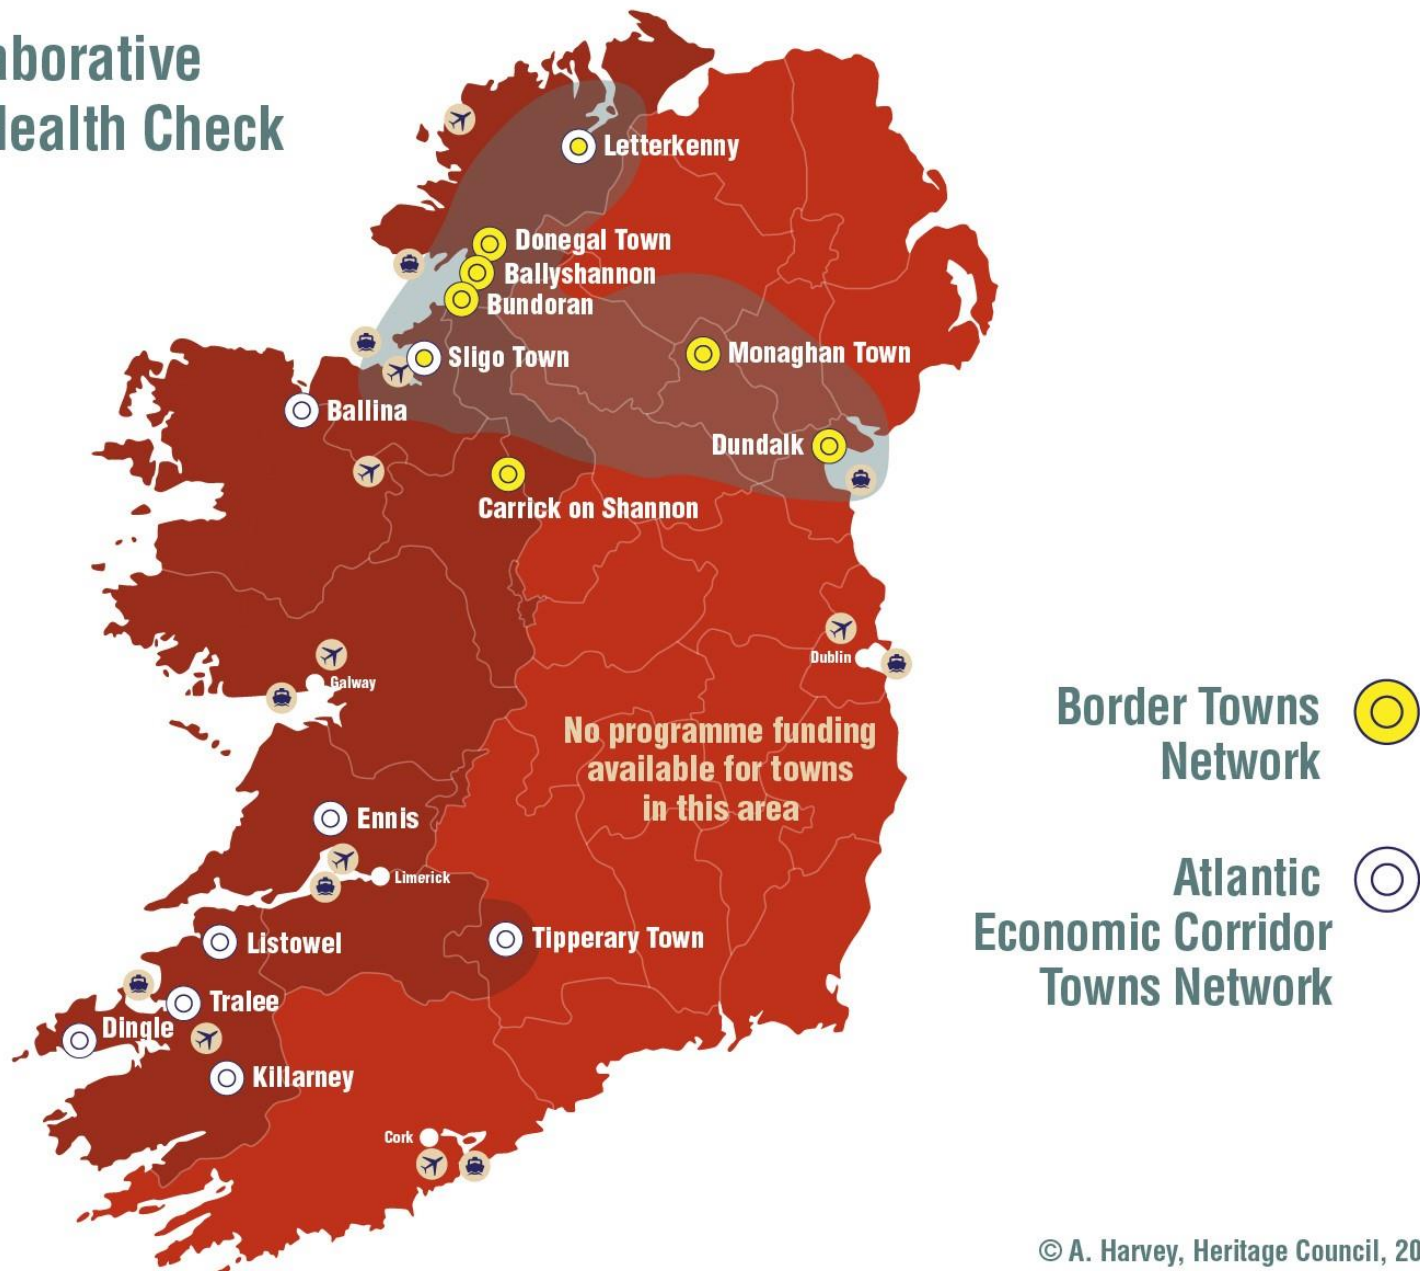 aborative
Health Check
Letterkenny
Donegal Town
Ballyshannon
Bundoran
Sligo Town
Monaghan Town
Ballina
Dundalk
Carrick on Shannon
Dublin
Galway
No programme funding
available for towns
in this area
Border Towns
Network
Ennis
Limerick
Atlantic
Economic Corridor
Towns Network
Listowel
Tipperary Town
Tralee
Dingle
Killarney
Cork
© A. Harvey, Heritage Council, 20